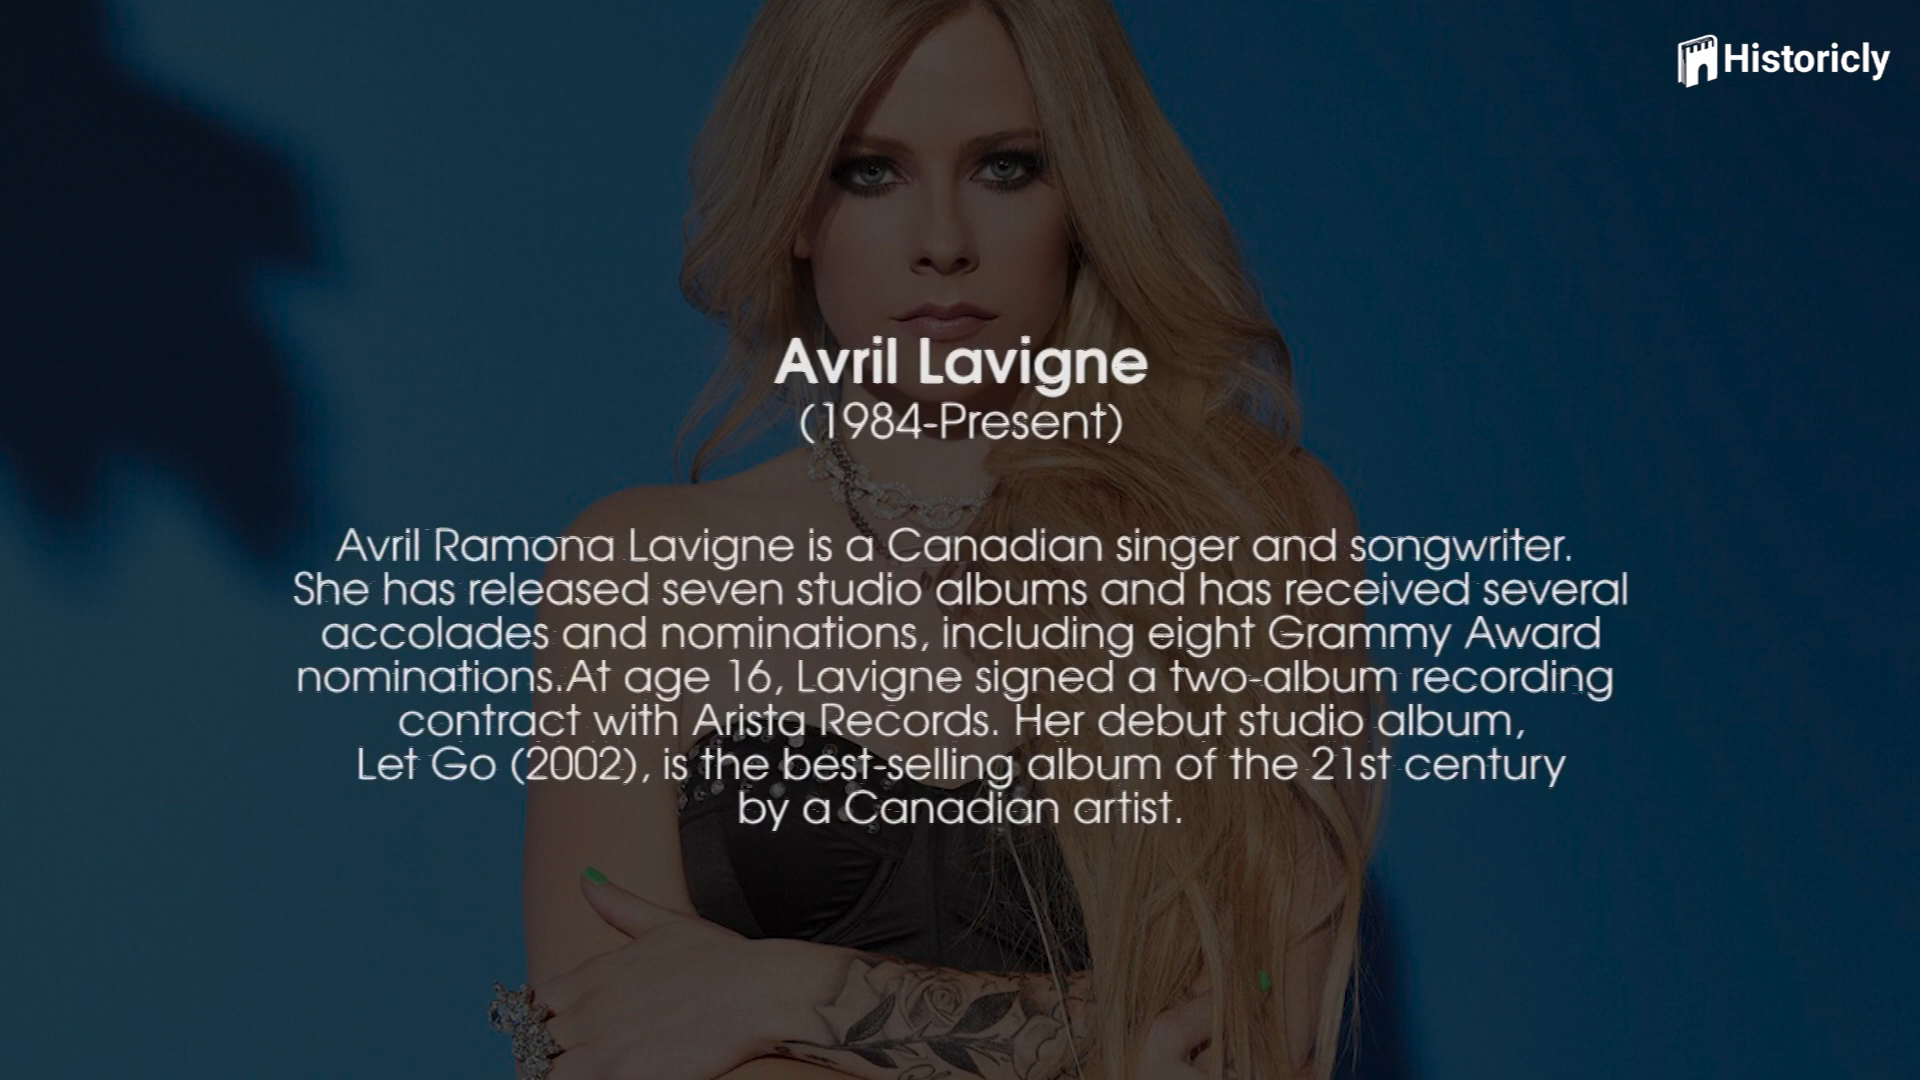 Historicly
Avril Lavigne
(1984-Present)
Avril Ramona Lavigne is a Canadian singer and songwriter.
She has released seven studio albums and has received several
accolades and nominations, including eight Grammy Award
nominations.At age 16, Lavigne signed a two-album recording
contract with Arista Records. Her debut studio album,
Let Go (2002), is the best-selling album of the 21st century
by a Canadian artist.